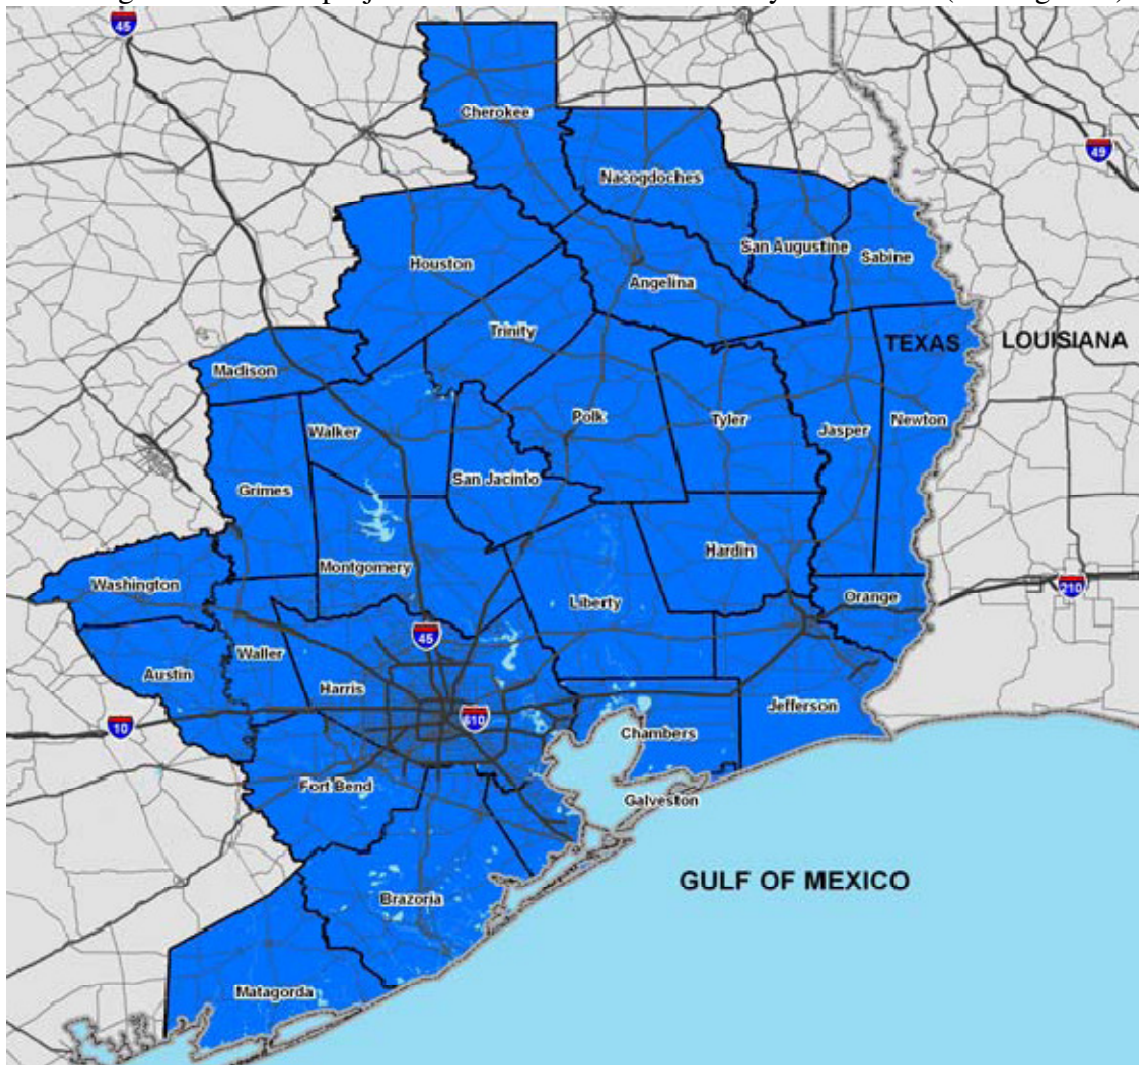 45
Cherokee
49
Nacogdoches
San Augustine
Sabine
Houston
Angelina
Trinity
TEXAS
LOUISIANA
Madison
Polk
Tyler
Newton
Walker
Jasper
San Jacinto
Grimes
Hardin
Montgomery
Washington
210
Liberty
Orange
45
Waller
Austin
Harris
Jefferson
610
10
Chambers
Fort Bend
Galveston
GULF OF MEXICO
Brazoria
Matagorda